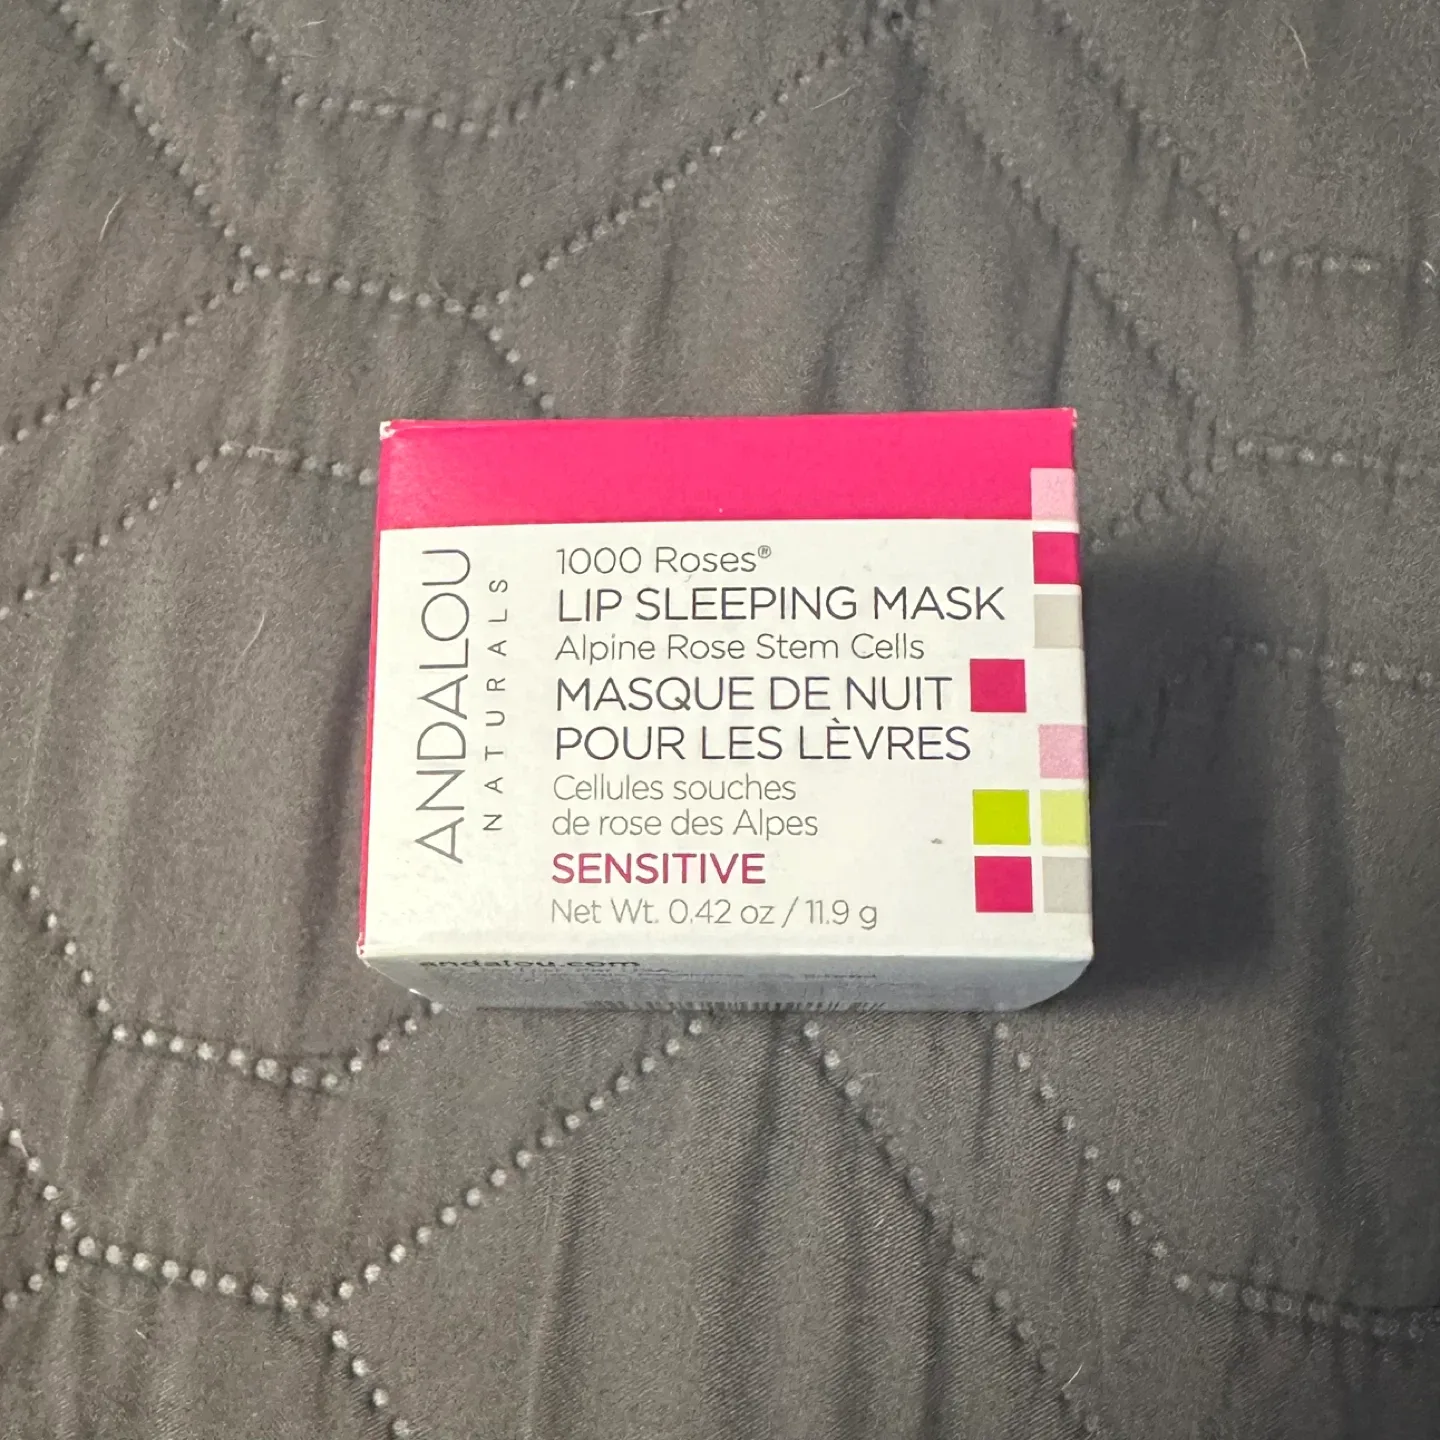 ANDALOU
NATURALS
1000 Roses®
LIP SLEEPING MASK
Alpine Rose Stem Cells
MASQUE DE NUIT
POUR LES LÈVRES
Cellules souches
de rose des Alpes
SENSITIVE
Net Wt. 0.42 oz / 11.9 g
andalou.com